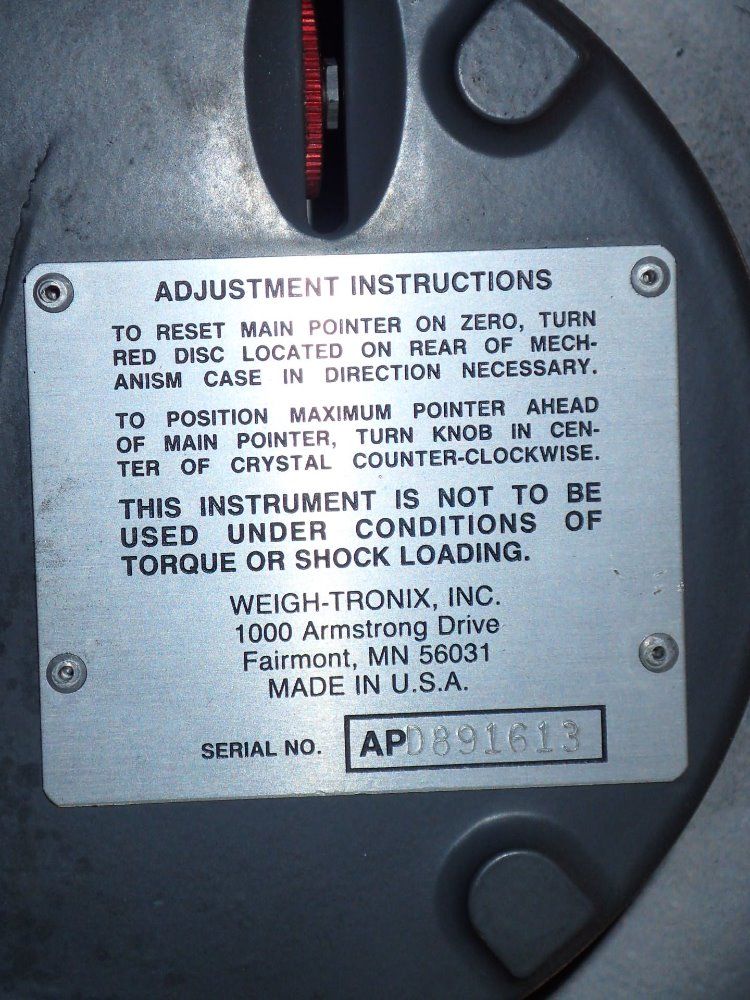 ADJUSTMENT INSTRUCTIONS
TO RESET MAIN POINTER ON ZERO, TURN
RED DISC LOCATED ON REAR OF MECH-
ANISM CASE IN DIRECTION NECESSARY.
TO POSITION MAXIMUM POINTER AHEAD
OF MAIN POINTER, TURN KNOB IN CEN-
TER OF CRYSTAL COUNTER-CLOCKWISE.
THIS INSTRUMENT IS NOT TO BE
USED UNDER CONDITIONS OF
TORQUE OR SHOCK LOADING.
WEIGH-TRONIX, INC.
1000 Armstrong Drive
Fairmont, MN 56031
MADE IN U.S.A.
SERIAL NO. APD891613